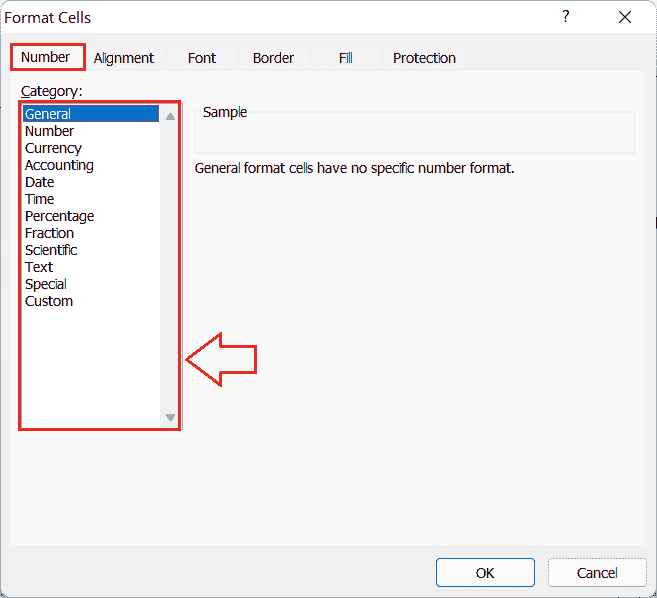 Format Cells ?
Number Alignment Font Border Fill Protection
Category:
General
Number
Currency
Accounting
Date
Time
Percentage
Fraction
Scientific
Text
Special
Custom
Sample
General format cells have no specific number format.
OK Cancel